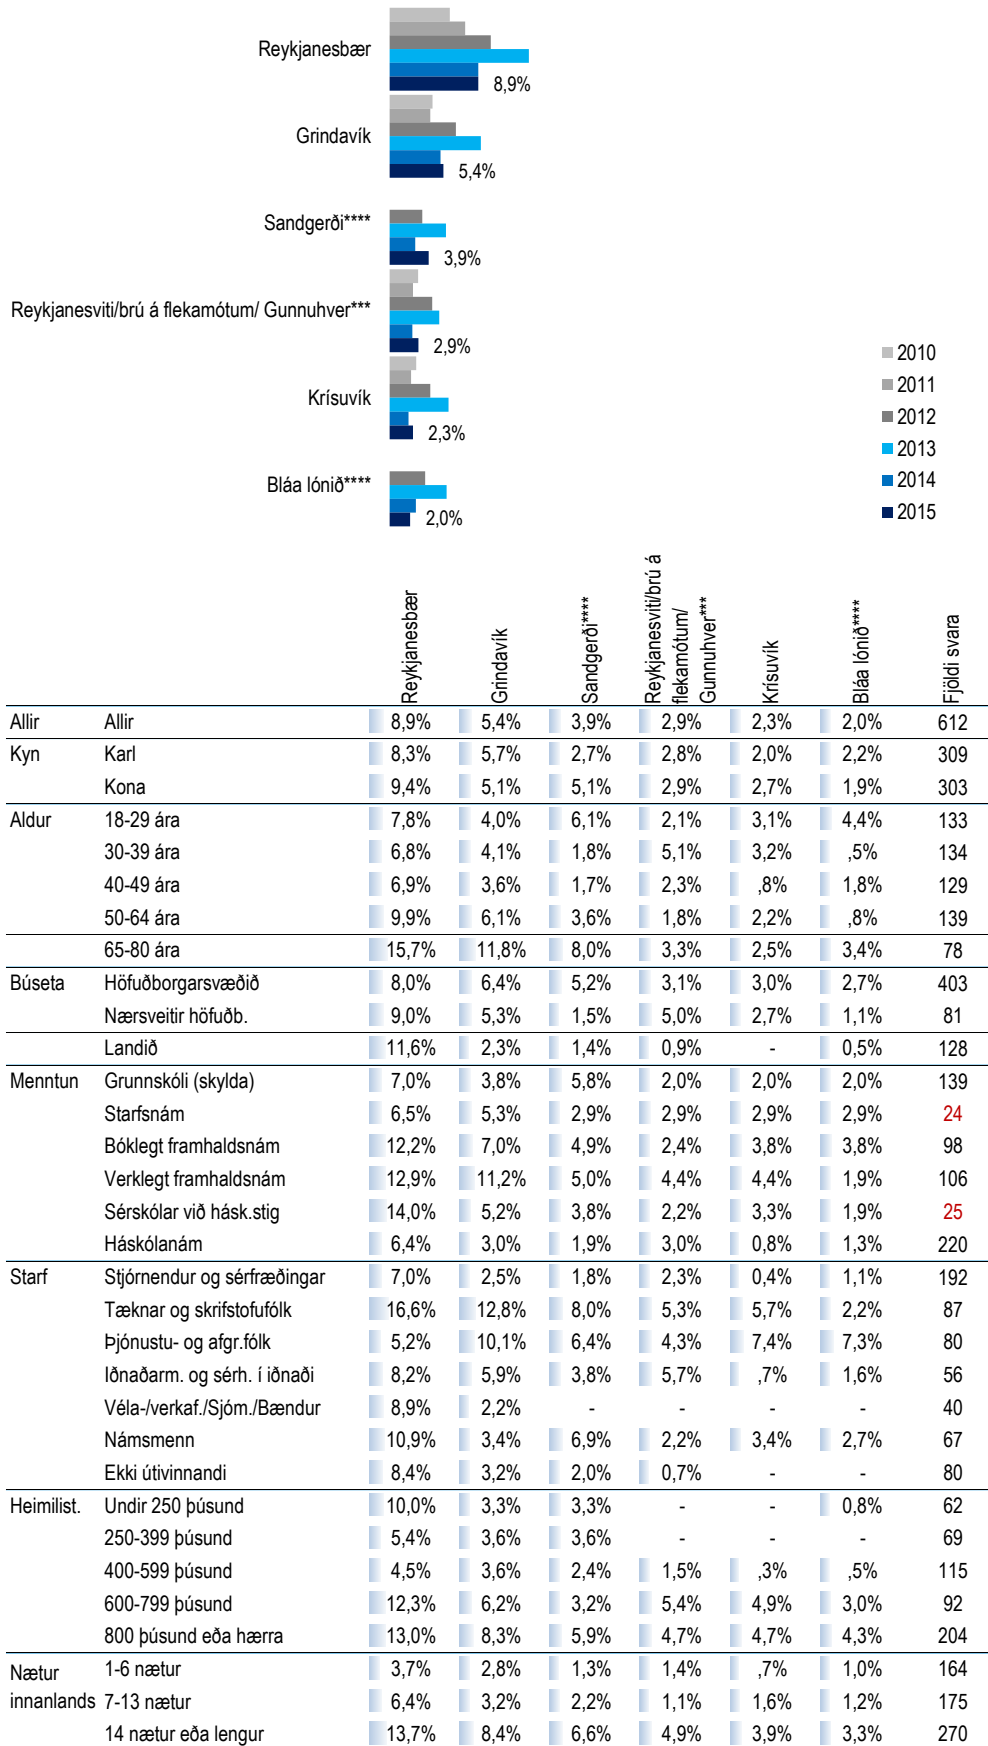 Reykjanesbær
8,9%
Grindavík
5,4%
Sandgerði****
3,9%
Reykjanesviti/brú á flekamótum/ Gunnuhver***
2,9%
Krísuvík
2,3%
Bláa lónið****
2,0%
2010
2011
2012
2013
2014
2015
Reykjanesbær
Grindavík
Sandgerði****
Reykjanesviti/brú á
flekamótum/
Gunnuhver***
Krísuvík
Bláa lónið****
Fjöldi svara
Allir Allir 8,9% 5,4% 3,9% 2,9% 2,3% 2,0% 612
Kyn Karl 8,3% 5,7% 2,7% 2,8% 2,0% 2,2% 309
Kona 9,4% 5,1% 5,1% 2,9% 2,7% 1,9% 303
Aldur 18-29 ára 7,8% 4,0% 6,1% 2,1% 3,1% 4,4% 133
30-39 ára 6,8% 4,1% 1,8% 5,1% 3,2% ,5% 134
40-49 ára 6,9% 3,6% 1,7% 2,3% ,8% 1,8% 129
50-64 ára 9,9% 6,1% 3,6% 1,8% 2,2% ,8% 139
65-80 ára 15,7% 11,8% 8,0% 3,3% 2,5% 3,4% 78
Búseta Höfuðborgarsvæðið 8,0% 6,4% 5,2% 3,1% 3,0% 2,7% 403
Nærsveitir höfuðb. 9,0% 5,3% 1,5% 5,0% 2,7% 1,1% 81
Landið 11,6% 2,3% 1,4% 0,9% - 0,5% 128
Menntun Grunnskóli (skylda) 7,0% 3,8% 5,8% 2,0% 2,0% 2,0% 139
Starfsnám 6,5% 5,3% 2,9% 2,9% 2,9% 2,9% 24
Bóklegt framhaldsnám 12,2% 7,0% 4,9% 2,4% 3,8% 3,8% 98
Verklegt framhaldsnám 12,9% 11,2% 5,0% 4,4% 4,4% 1,9% 106
Sérskólar við hásk.stig 14,0% 5,2% 3,8% 2,2% 3,3% 1,9% 25
Háskólanám 6,4% 3,0% 1,9% 3,0% 0,8% 1,3% 220
Starf Stjórnendur og sérfræðingar 7,0% 2,5% 1,8% 2,3% 0,4% 1,1% 192
Tæknar og skrifstofufólk 16,6% 12,8% 8,0% 5,3% 5,7% 2,2% 87
Þjónustu- og afgr.fólk 5,2% 10,1% 6,4% 4,3% 7,4% 7,3% 80
Iðnaðarm. og sérh. í iðnaði 8,2% 5,9% 3,8% 5,7% ,7% 1,6% 56
Véla-/verkaf./Sjóm./Bændur 8,9% 2,2% - - - - 40
Námsmenn 10,9% 3,4% 6,9% 2,2% 3,4% 2,7% 67
Ekki útivinnandi 8,4% 3,2% 2,0% 0,7% - - 80
Heimilist. Undir 250 þúsund 10,0% 3,3% 3,3% - - 0,8% 62
250-399 þúsund 5,4% 3,6% 3,6% - - - 69
400-599 þúsund 4,5% 3,6% 2,4% 1,5% ,3% ,5% 115
600-799 þúsund 12,3% 6,2% 3,2% 5,4% 4,9% 3,0% 92
800 þúsund eða hærra 13,0% 8,3% 5,9% 4,7% 4,7% 4,3% 204
Nætur 1-6 nætur 3,7% 2,8% 1,3% 1,4% ,7% 1,0% 164
innanlands 7-13 nætur 6,4% 3,2% 2,2% 1,1% 1,6% 1,2% 175
14 nætur eða lengur 13,7% 8,4% 6,6% 4,9% 3,9% 3,3% 270